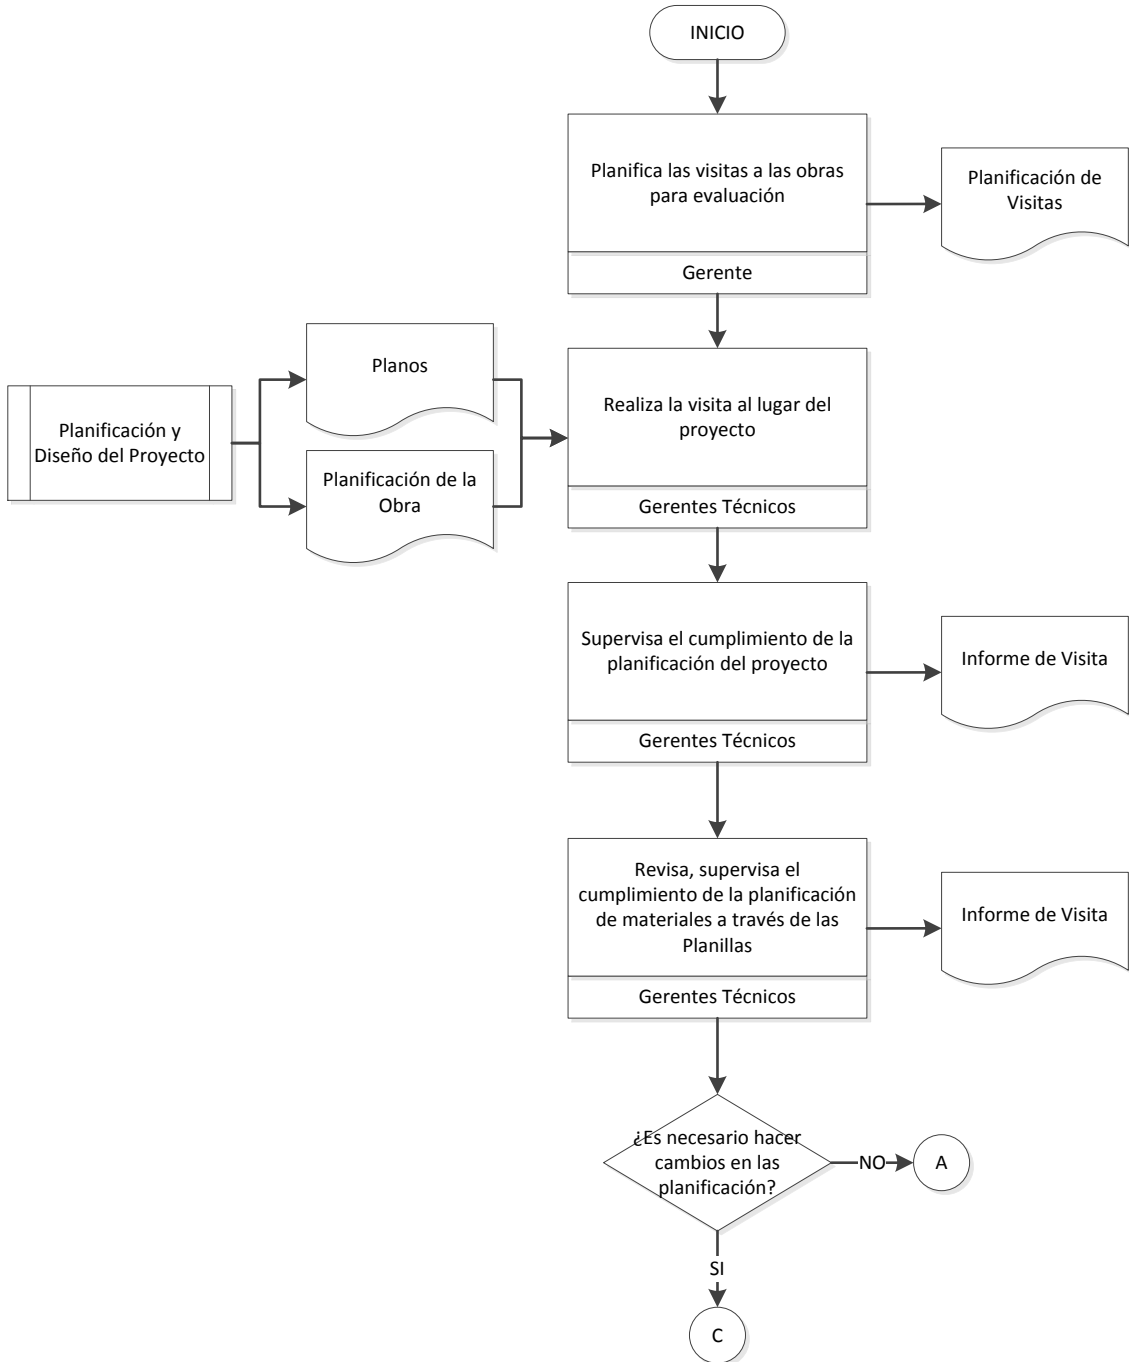 INICIO
Planifica las visitas a las obras
para evaluación
Gerente
Planificación de
Visitas
Planificación y
Diseño del Proyecto
Planos
Planificación de la
Obra
Realiza la visita al lugar del
proyecto
Gerentes Técnicos
Supervisa el cumplimiento de la
planificación del proyecto
Gerentes Técnicos
Informe de Visita
Revisa, supervisa el
cumplimiento de la planificación
de materiales a través de las
Planillas
Gerentes Técnicos
Informe de Visita
¿Es necesario hacer
cambios en las
planificación?
NO
A
SI
C